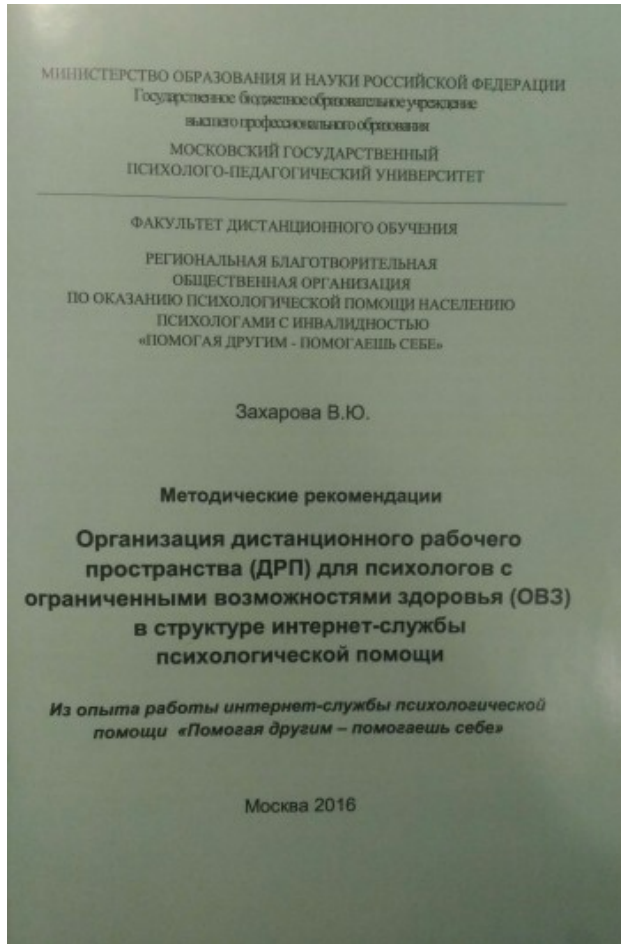 МИНИСТЕРСТВО ОБРАЗОВАНИЯ И НАУКИ РОССИЙСКОЙ ФЕДЕРАЦИИ
Государственное бюджетное образовательное учреждение
высшего профессионального образования
МОСКОВСКИЙ ГОСУДАРСТВЕННЫЙ
ПСИХОЛОГО-ПЕДАГОГИЧЕСКИЙ УНИВЕРСИТЕТ
ФАКУЛЬТЕТ ДИСТАНЦИОННОГО ОБУЧЕНИЯ
РЕГИОНАЛЬНАЯ БЛАГОТВОРИТЕЛЬНАЯ
ОБЩЕСТВЕННАЯ ОРГАНИЗАЦИЯ
ПО ОКАЗАНИЮ ПСИХОЛОГИЧЕСКОЙ ПОМОЩИ НАСЕЛЕНИЮ
ПСИХОЛОГАМИ С ИНВАЛИДНОСТЬЮ
«ПОМОГАЯ ДРУГИМ - ПОМОГАЕШЬ СЕБЕ»
Захарова В.Ю.
Методические рекомендации
Организация дистанционного рабочего
пространства (ДРП) для психологов с
ограниченными возможностями здоровья (ОВЗ)
в структуре интернет-службы
психологической помощи
Из опыта работы интернет-службы психологической
помощи «Помогая другим – помогаешь себе»
Москва 2016